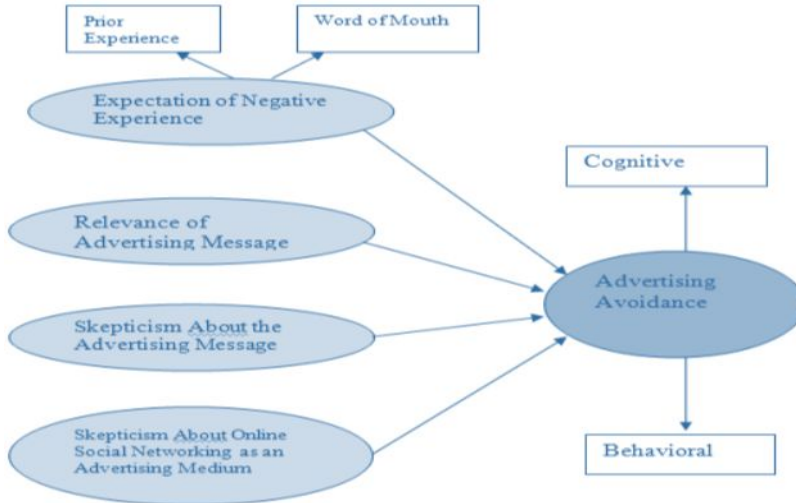 Prior
Experience
Word of Mouth
Expectation of Negative
Experience
Cognitive
Relevance of
Advertising Message
Advertising
Avoidance
Skepticism About the
Advertising Message
Skepticism About Online
Social Networking as an
Advertising Medium
Behavioral